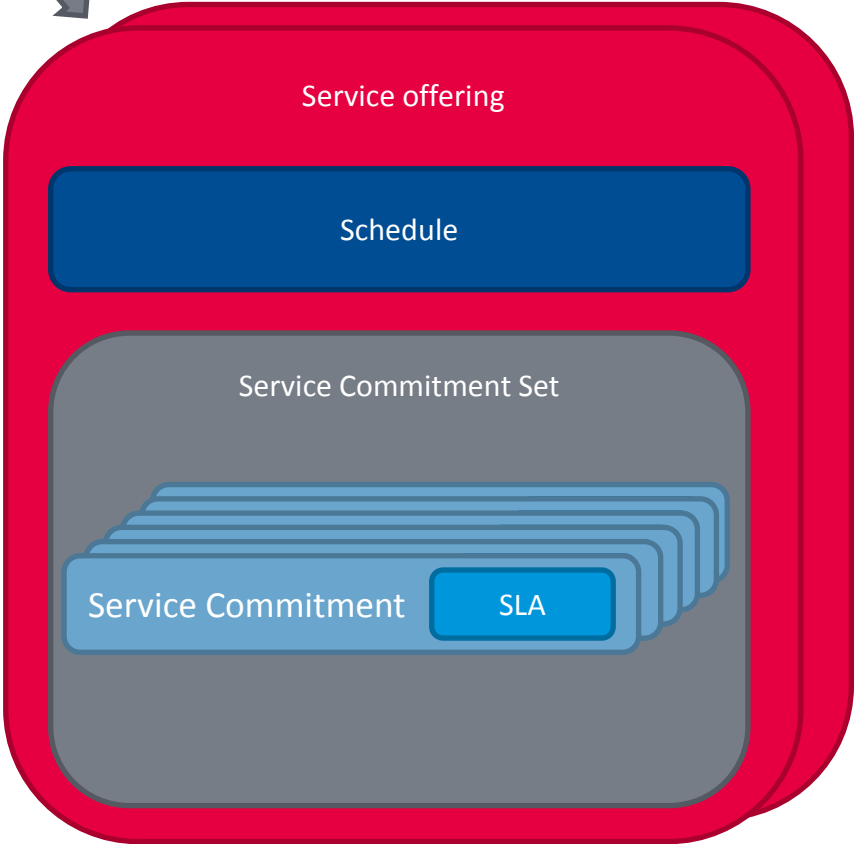 Service offering
Schedule
Service Commitment Set
Service Commitment
SLA